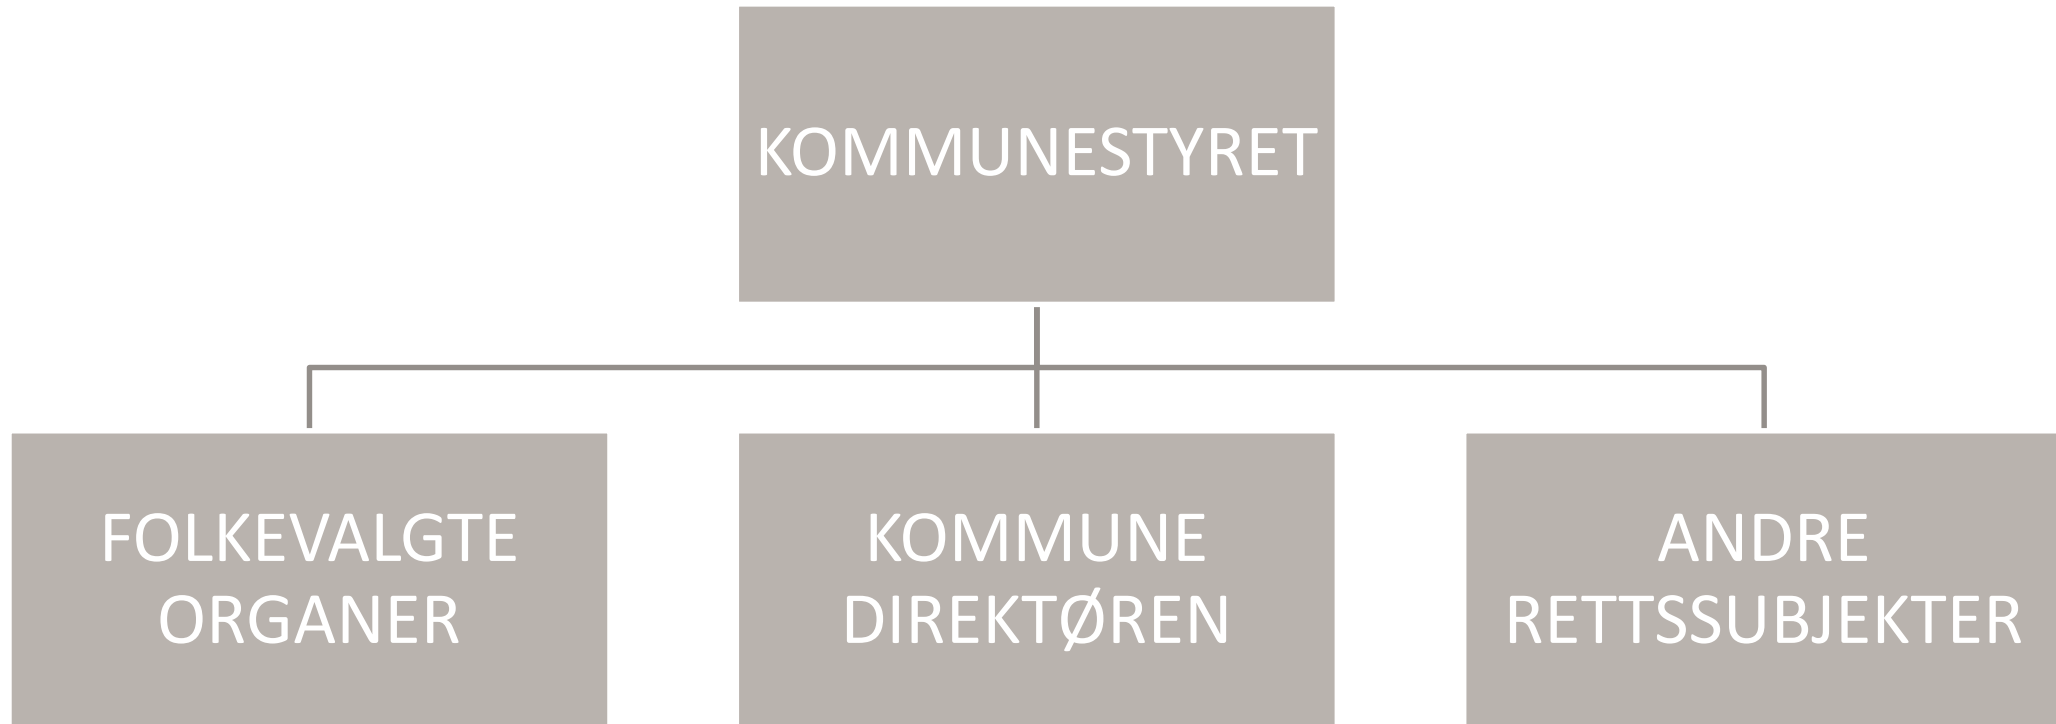 KOMMUNESTYRET
FOLKEVALGTE
ORGANER
KOMMUNE
DIREKTØREN
ANDRE
RETTSSUBJEKTER